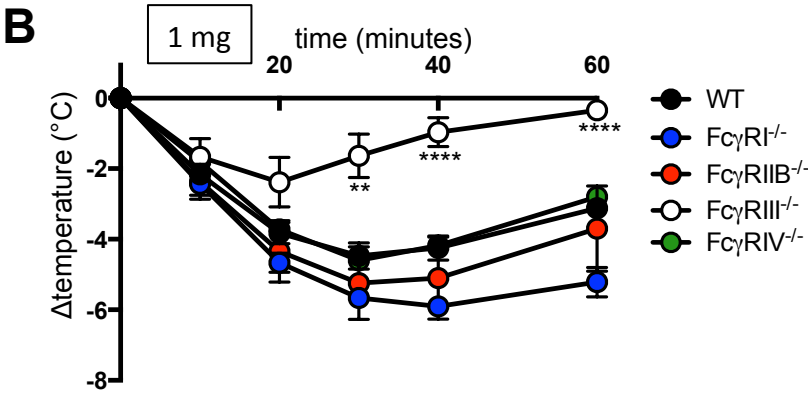 B
1 mg
time (minutes)
20 40 60
Δtemperature (°C)
0
-2
-4
-6
-8
**
****
****
WT
FcγRI-/-
FcγRIIB-/-
FcγRIII-/-
FcγRIV-/-